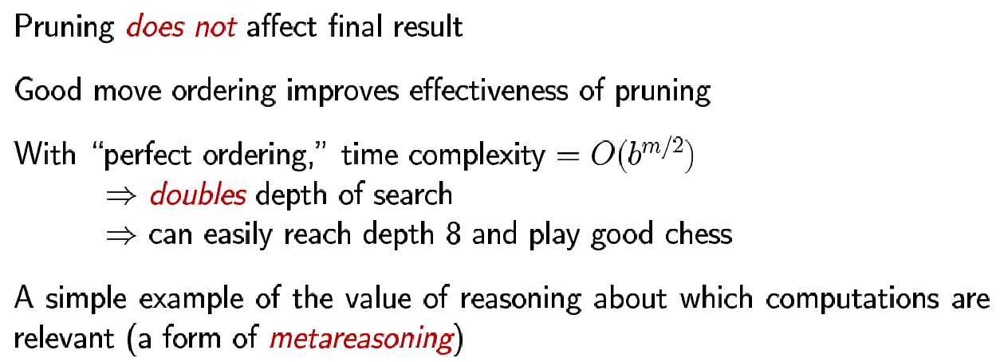 Pruning does not affect final result
Good move ordering improves effectiveness of pruning
With “perfect ordering,” time complexity = O(b^{m/2})
⇒ doubles depth of search
⇒ can easily reach depth 8 and play good chess
A simple example of the value of reasoning about which computations are
relevant (a form of metareasoning)